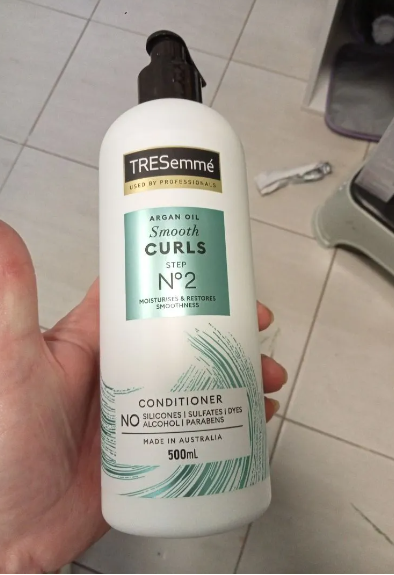 TRESemmé
USED BY PROFESSIONALS
ARGAN OIL
Smooth
CURLS
STEP
Nº2
MOISTURISES & RESTORES
SMOOTHNESS
CONDITIONER
NO SILICONES | SULFATES | DYES
ALCOHOL | PARABENS
MADE IN AUSTRALIA
500mL